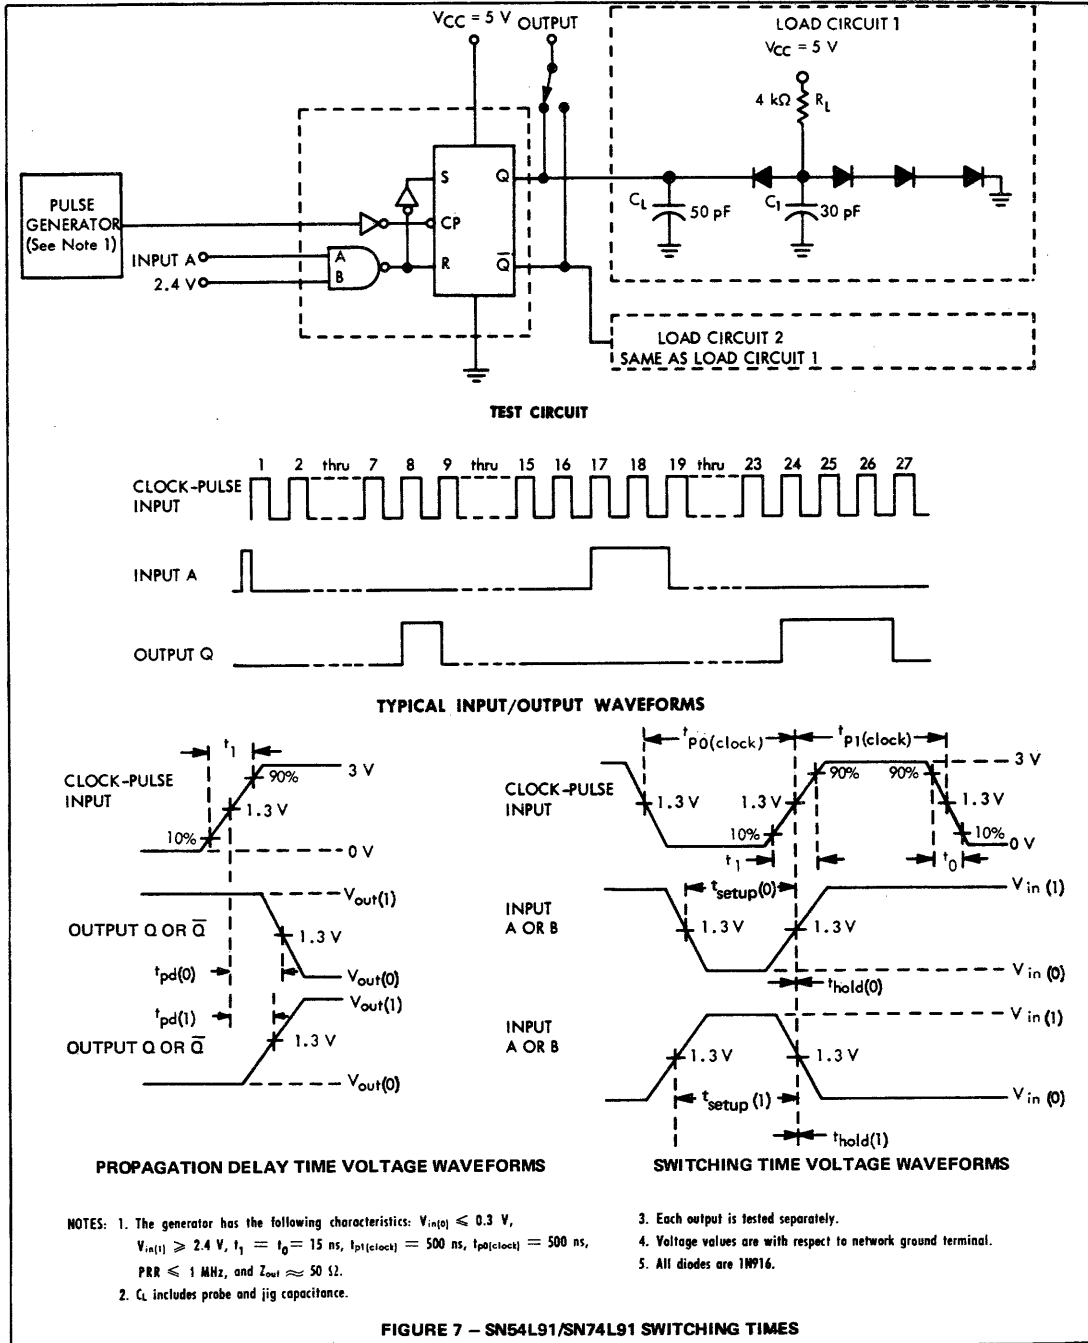 VCC = 5 V OUTPUT
LOAD CIRCUIT 1
VCC = 5 V
4 kΩ RL
PULSE
GENERATOR
(See Note 1)
S
Q
CP
R
Q̅
INPUT A
2.4 V
A
B
CL
50 pF
C1
30 pF
LOAD CIRCUIT 2
SAME AS LOAD CIRCUIT 1
TEST CIRCUIT
1 2 thru 7 8 9 thru 15 16 17 18 19 thru 23 24 25 26 27
CLOCK-PULSE
INPUT
INPUT A
OUTPUT Q
TYPICAL INPUT/OUTPUT WAVEFORMS
t1
CLOCK-PULSE
INPUT
3 V
90%
1.3 V
10%
0 V
Vout(1)
OUTPUT Q OR Q̅
1.3 V
tpd(0)
Vout(0)
Vout(1)
tpd(1)
OUTPUT Q OR Q̅
1.3 V
Vout(0)
PROPAGATION DELAY TIME VOLTAGE WAVEFORMS
tP0(clock)
tP1(clock)
CLOCK-PULSE
INPUT
3 V
90%
90%
1.3 V
1.3 V
1.3 V
10%
10%
0 V
t1
t0
INPUT
A OR B
tsetup(0)
Vin(1)
1.3 V
1.3 V
Vin(0)
thold(0)
INPUT
A OR B
Vin(1)
1.3 V
1.3 V
tsetup(1)
Vin(0)
thold(1)
SWITCHING TIME VOLTAGE WAVEFORMS
NOTES: 1. The generator has the following characteristics: Vin(0) ⩽ 0.3 V,
Vin(1) ⩾ 2.4 V, t1 = t0 = 15 ns, tp1(clock) = 500 ns, tp0(clock) = 500 ns,
PRR ⩽ 1 MHz, and Zout ≈ 50 Ω.
2. CL includes probe and jig capacitance.
3. Each output is tested separately.
4. Voltage values are with respect to network ground terminal.
5. All diodes are 1N916.
FIGURE 7 – SN54L91/SN74L91 SWITCHING TIMES